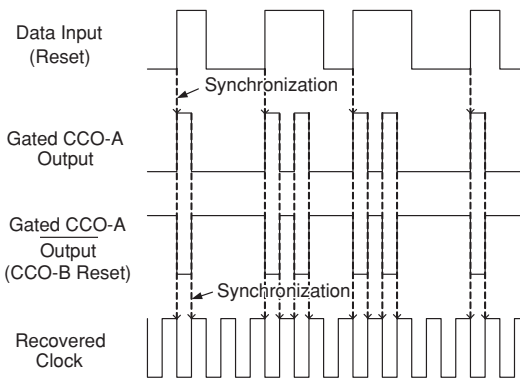 Data Input
(Reset)
Synchronization
Gated CCO-A
Output
Gated CCO-A
Output
(CCO-B Reset)
Synchronization
Recovered
Clock